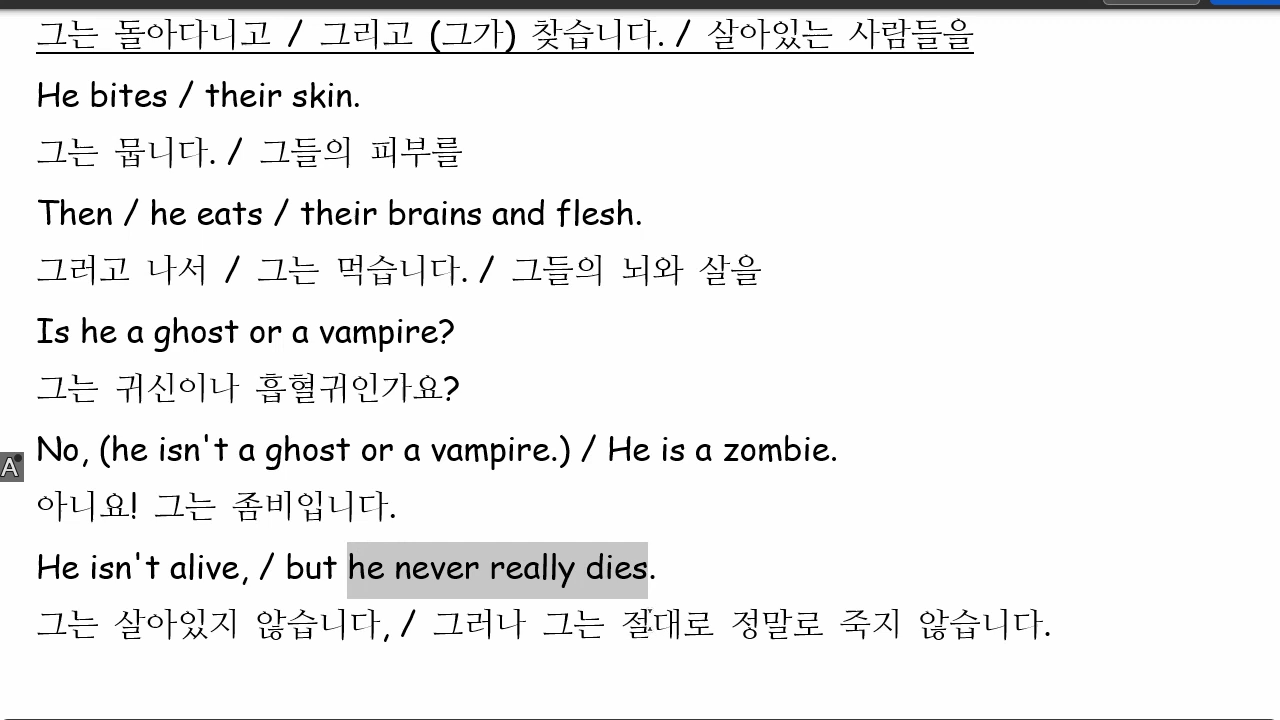 그는 돌아다니고 / 그리고 (그가) 찾습니다. / 살아있는 사람들을
He bites / their skin.
그는 뭅니다. / 그들의 피부를
Then / he eats / their brains and flesh.
그러고 나서 / 그는 먹습니다. / 그들의 뇌와 살을
Is he a ghost or a vampire?
그는 귀신이나 흡혈귀인가요?
No, (he isn't a ghost or a vampire.) / He is a zombie.
아니요! 그는 좀비입니다.
He isn't alive, / but he never really dies.
그는 살아있지 않습니다, / 그러나 그는 절대로 정말로 죽지 않습니다.
A